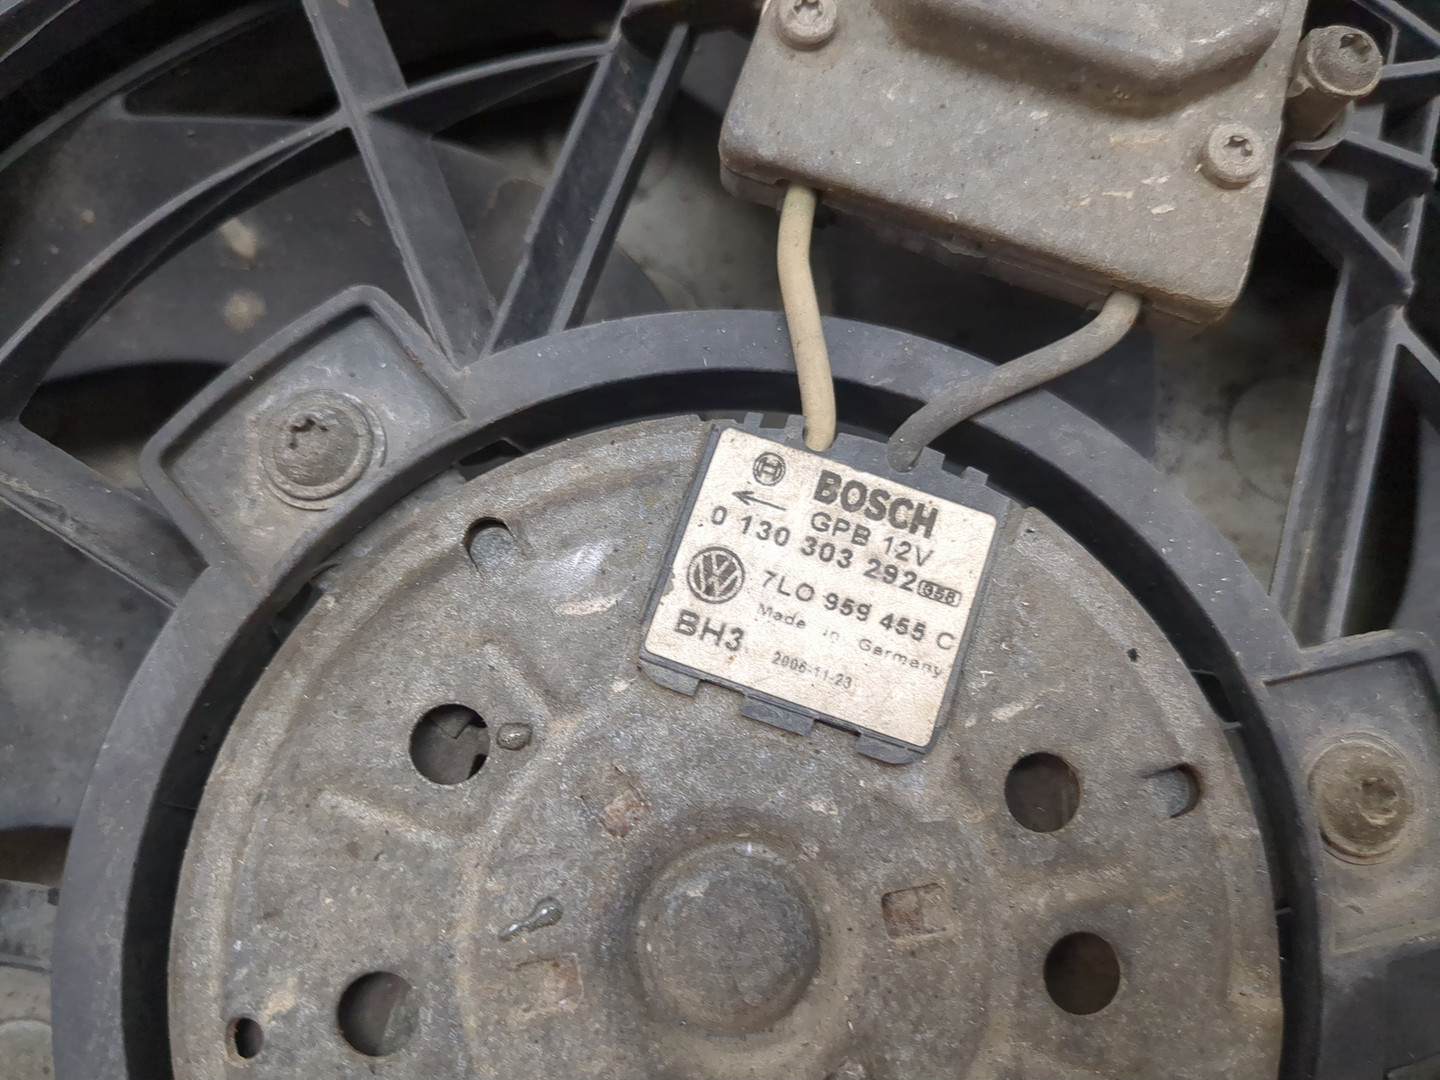 BOSCH
GPB 12V
0 130 303 292
7L0 959 455 C
Made in Germany
BH3
2006-11-23